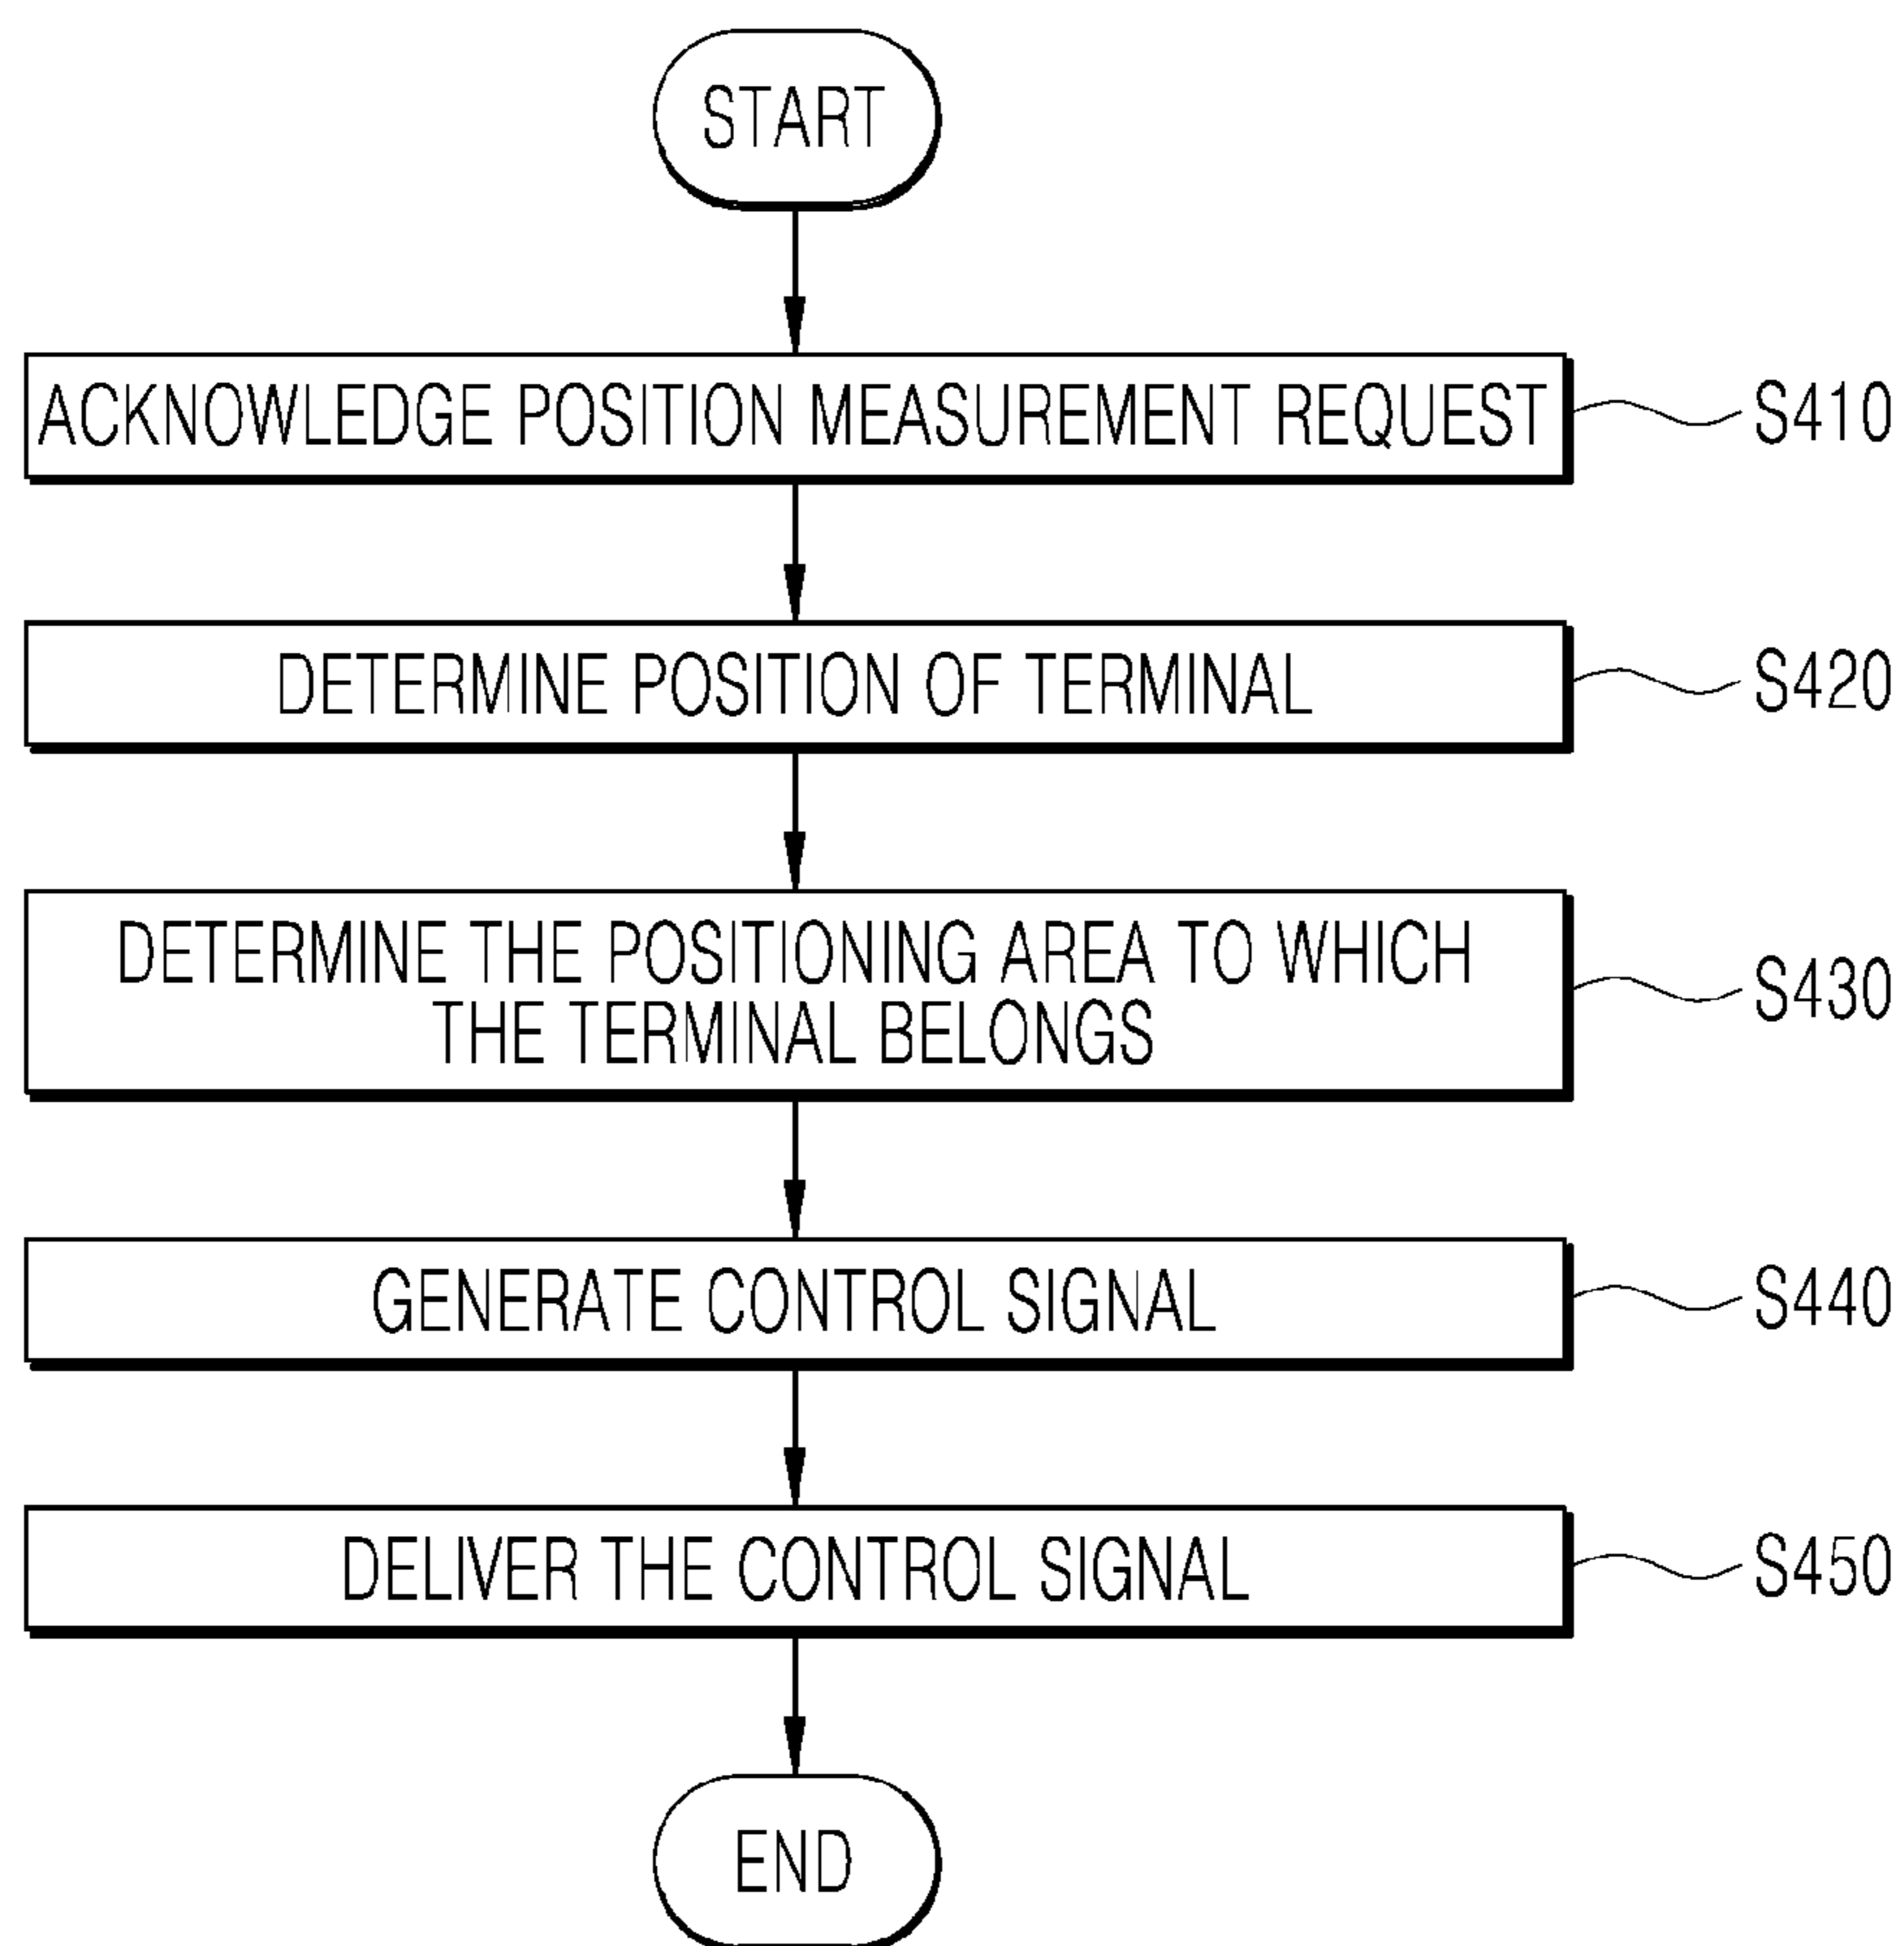 START
ACKNOWLEDGE POSITION MEASUREMENT REQUEST
S410
DETERMINE POSITION OF TERMINAL
S420
DETERMINE THE POSITIONING AREA TO WHICH
THE TERMINAL BELONGS
S430
GENERATE CONTROL SIGNAL
S440
DELIVER THE CONTROL SIGNAL
S450
END